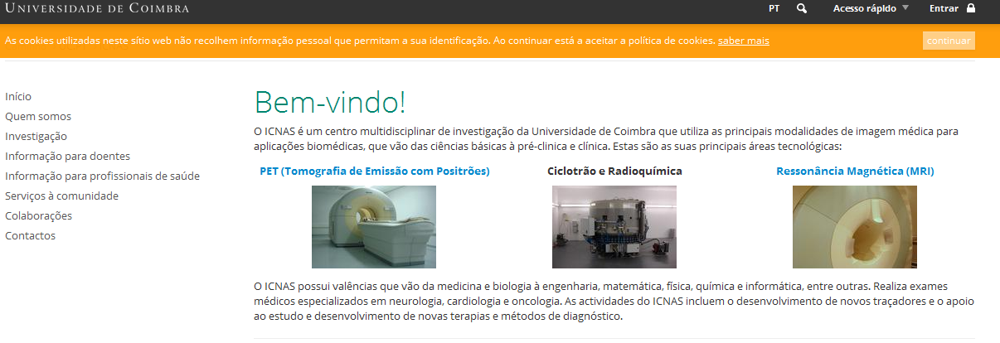 UNIVERSIDADE DE COIMBRA
PT
Acesso rápido
Entrar
As cookies utilizadas neste sítio web não recolhem informação pessoal que permitam a sua identificação. Ao continuar está a aceitar a política de cookies. saber mais
continuar
Início
Quem somos
Investigação
Informação para doentes
Informação para profissionais de saúde
Serviços à comunidade
Colaborações
Contactos
Bem-vindo!
O ICNAS é um centro multidisciplinar de investigação da Universidade de Coimbra que utiliza as principais modalidades de imagem médica para
aplicações biomédicas, que vão das ciências básicas à pré-clinica e clínica. Estas são as suas principais áreas tecnológicas:
PET (Tomografia de Emissão com Positrões)
Ciclotrão e Radioquímica
Ressonância Magnética (MRI)
O ICNAS possui valências que vão da medicina e biologia à engenharia, matemática, física, química e informática, entre outras. Realiza exames
médicos especializados em neurologia, cardiologia e oncologia. As actividades do ICNAS incluem o desenvolvimento de novos traçadores e o apoio
ao estudo e desenvolvimento de novas terapias e métodos de diagnóstico.